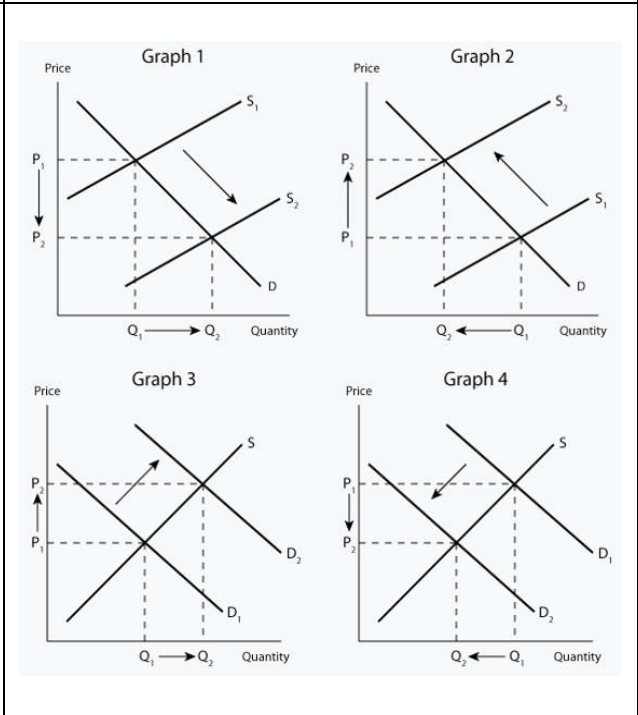 Graph 1
Price
S₁
P₁
S₂
P₂
D
Q₁ Q₂ Quantity
Graph 2
Price
S₂
P₂
S₁
P₁
D
Q₂ Q₁ Quantity
Graph 3
Price
S
P₂
P₁
D₂
D₁
Q₁ Q₂ Quantity
Graph 4
Price
S
P₁
P₂
D₁
D₂
Q₂ Q₁ Quantity